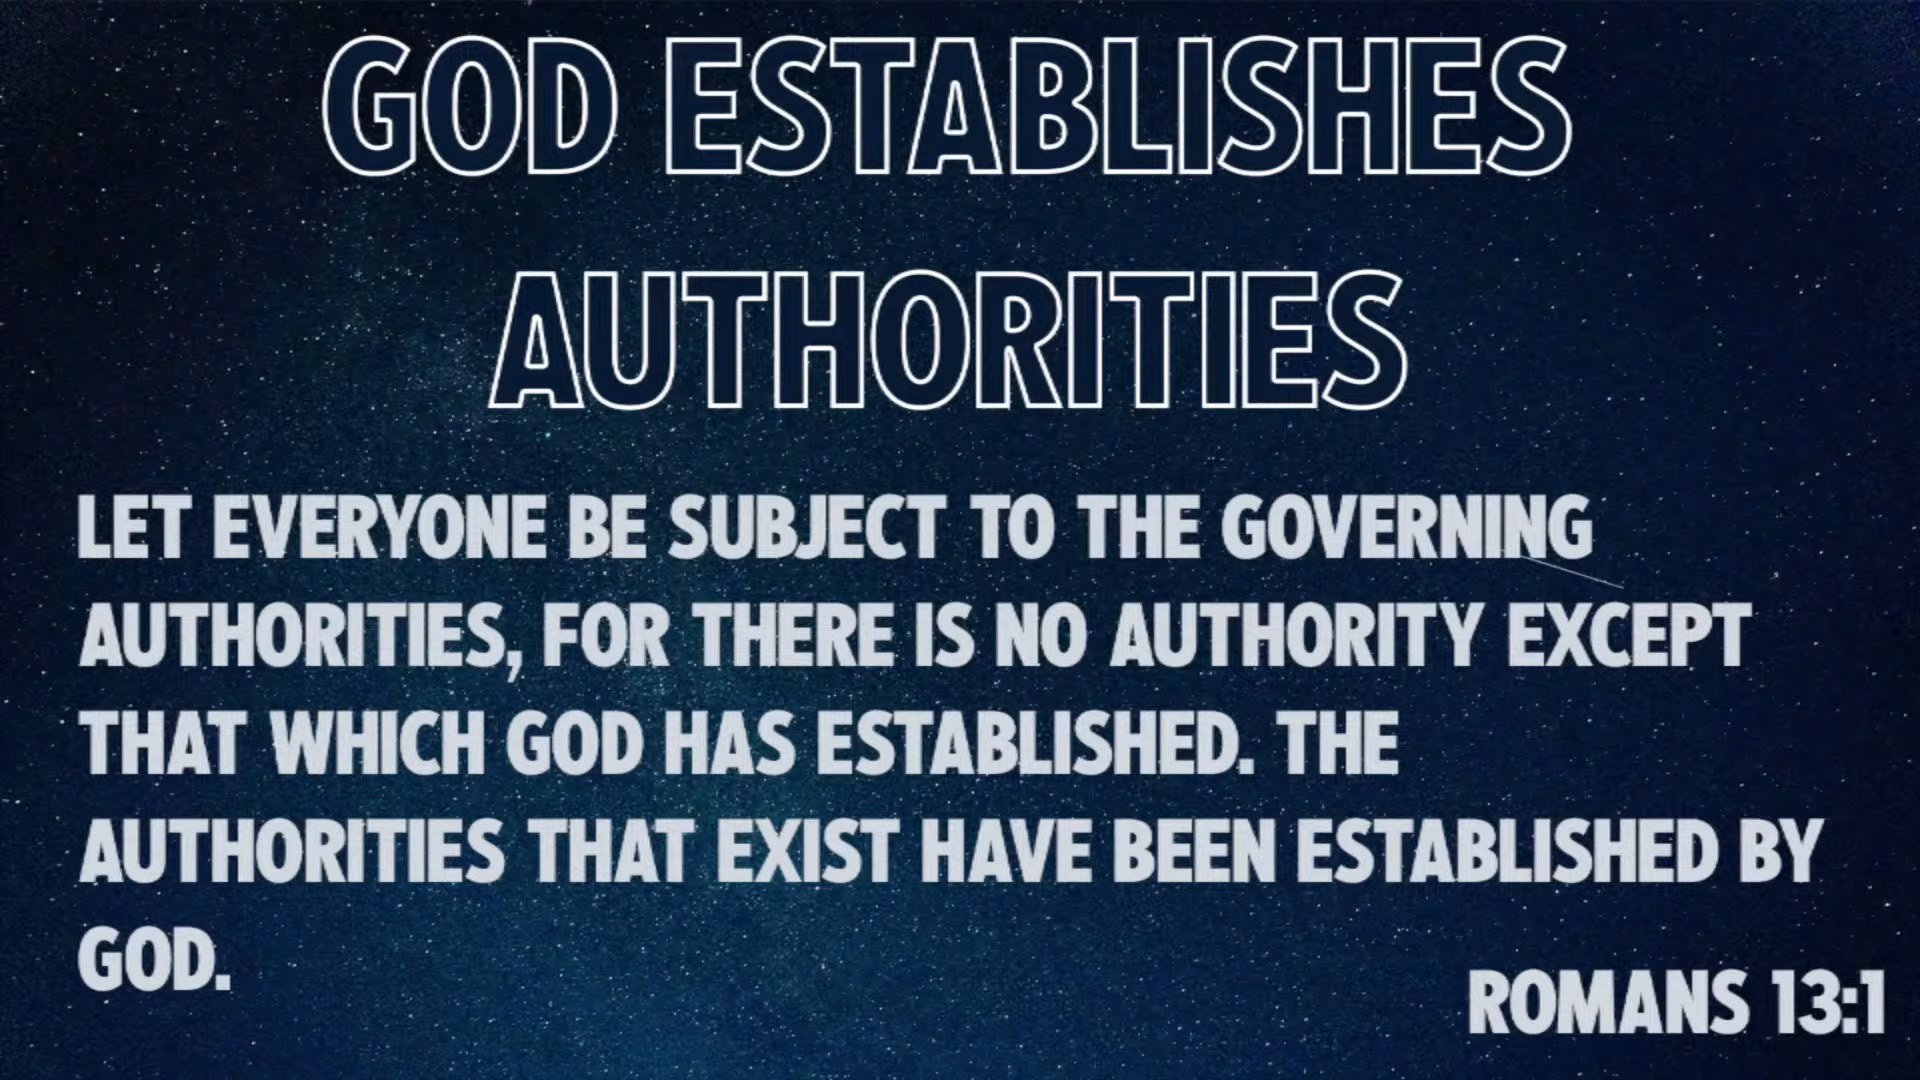 GOD ESTABLISHES
AUTHORITIES
LET EVERYONE BE SUBJECT TO THE GOVERNING
AUTHORITIES, FOR THERE IS NO AUTHORITY EXCEPT
THAT WHICH GOD HAS ESTABLISHED. THE
AUTHORITIES THAT EXIST HAVE BEEN ESTABLISHED BY
GOD.
ROMANS 13:1